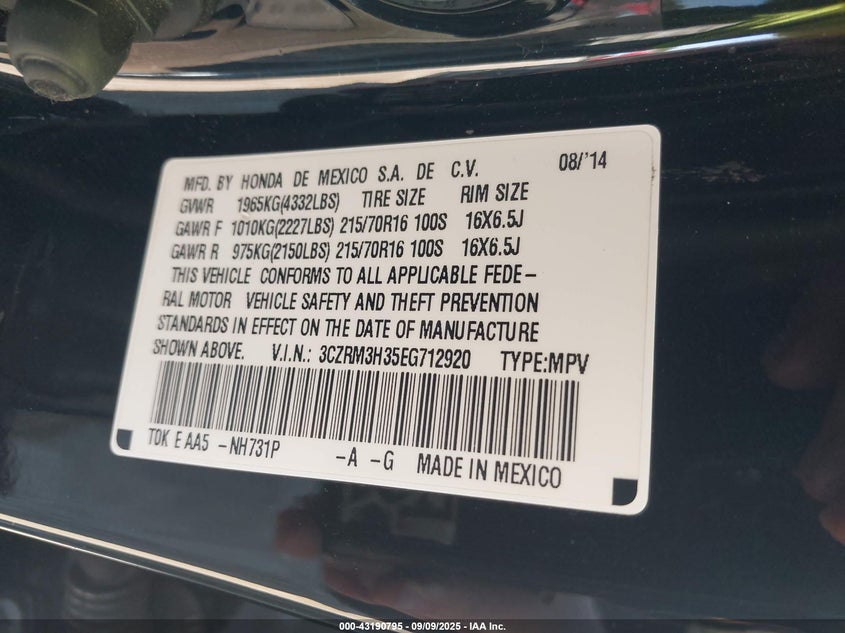 MFD. BY HONDA DE MEXICO S.A. DE C.V. 08/'14
GVWR 1965KG(4332LBS) TIRE SIZE RIM SIZE
GAWR F 1010KG(2227LBS) 215/70R16 100S 16X6.5J
GAWR R 975KG(2150LBS) 215/70R16 100S 16X6.5J
THIS VEHICLE CONFORMS TO ALL APPLICABLE FEDE-
RAL MOTOR VEHICLE SAFETY AND THEFT PREVENTION
STANDARDS IN EFFECT ON THE DATE OF MANUFACTURE
SHOWN ABOVE. V.I.N.: 3CZRM3H35EG712920 TYPE:MPV
TDK E AA5 -NH731P -A -G MADE IN MEXICO
000-43190795 - 09/09/2025 - IAA Inc.